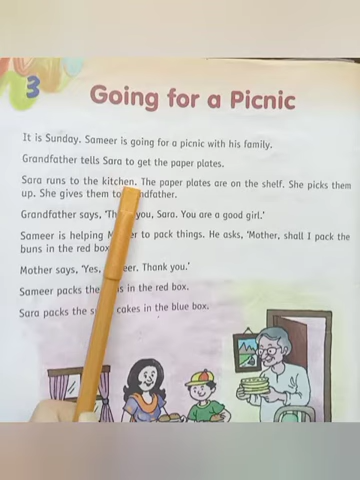 3
Going for a Picnic
It is Sunday. Sameer is going for a picnic with his family.
Grandfather tells Sara to get the paper plates.
Sara runs to the kitchen. The paper plates are on the shelf. She picks them
up. She gives them to
Grandfather says, ' you, Sara. You are a good girl.'
Sameer is helping to pack things. He asks, 'Mother, shall I pack the
buns in the red box
Mother says, 'Yes, Thank you.'
Sameer packs the in the red box.
Sara packs the cakes in the blue box.